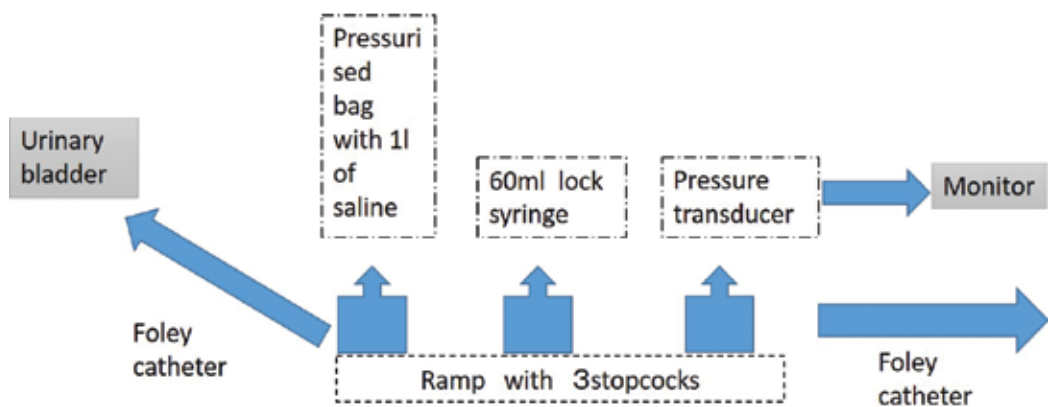 Pressuri
sed
bag
with 1l
of
saline
Urinary
bladder
60ml lock
syringe
Pressure
transducer
Monitor
Foley
catheter
Ramp with 3stopcocks
Foley
catheter